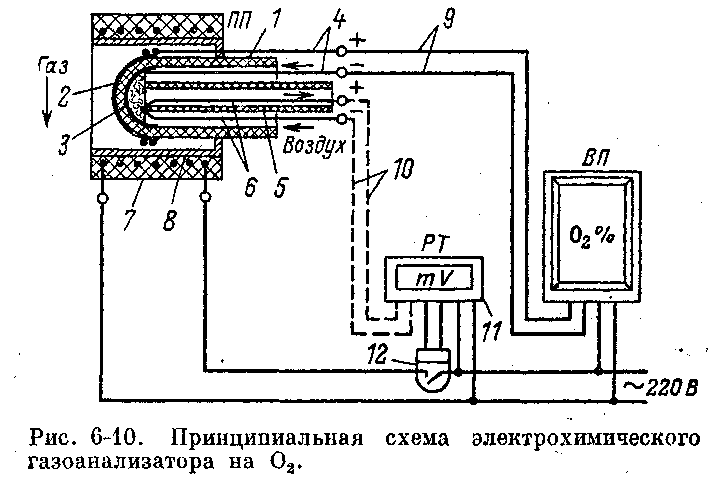 ПП 1 4 9
+
−
Газ
2
+
3
−
Воздух
7 8 6 5 10
ВП
O₂%
РТ
mV
11
12
~220 В
Рис. 6-10. Принципиальная схема электрохимического
газоанализатора на O₂.